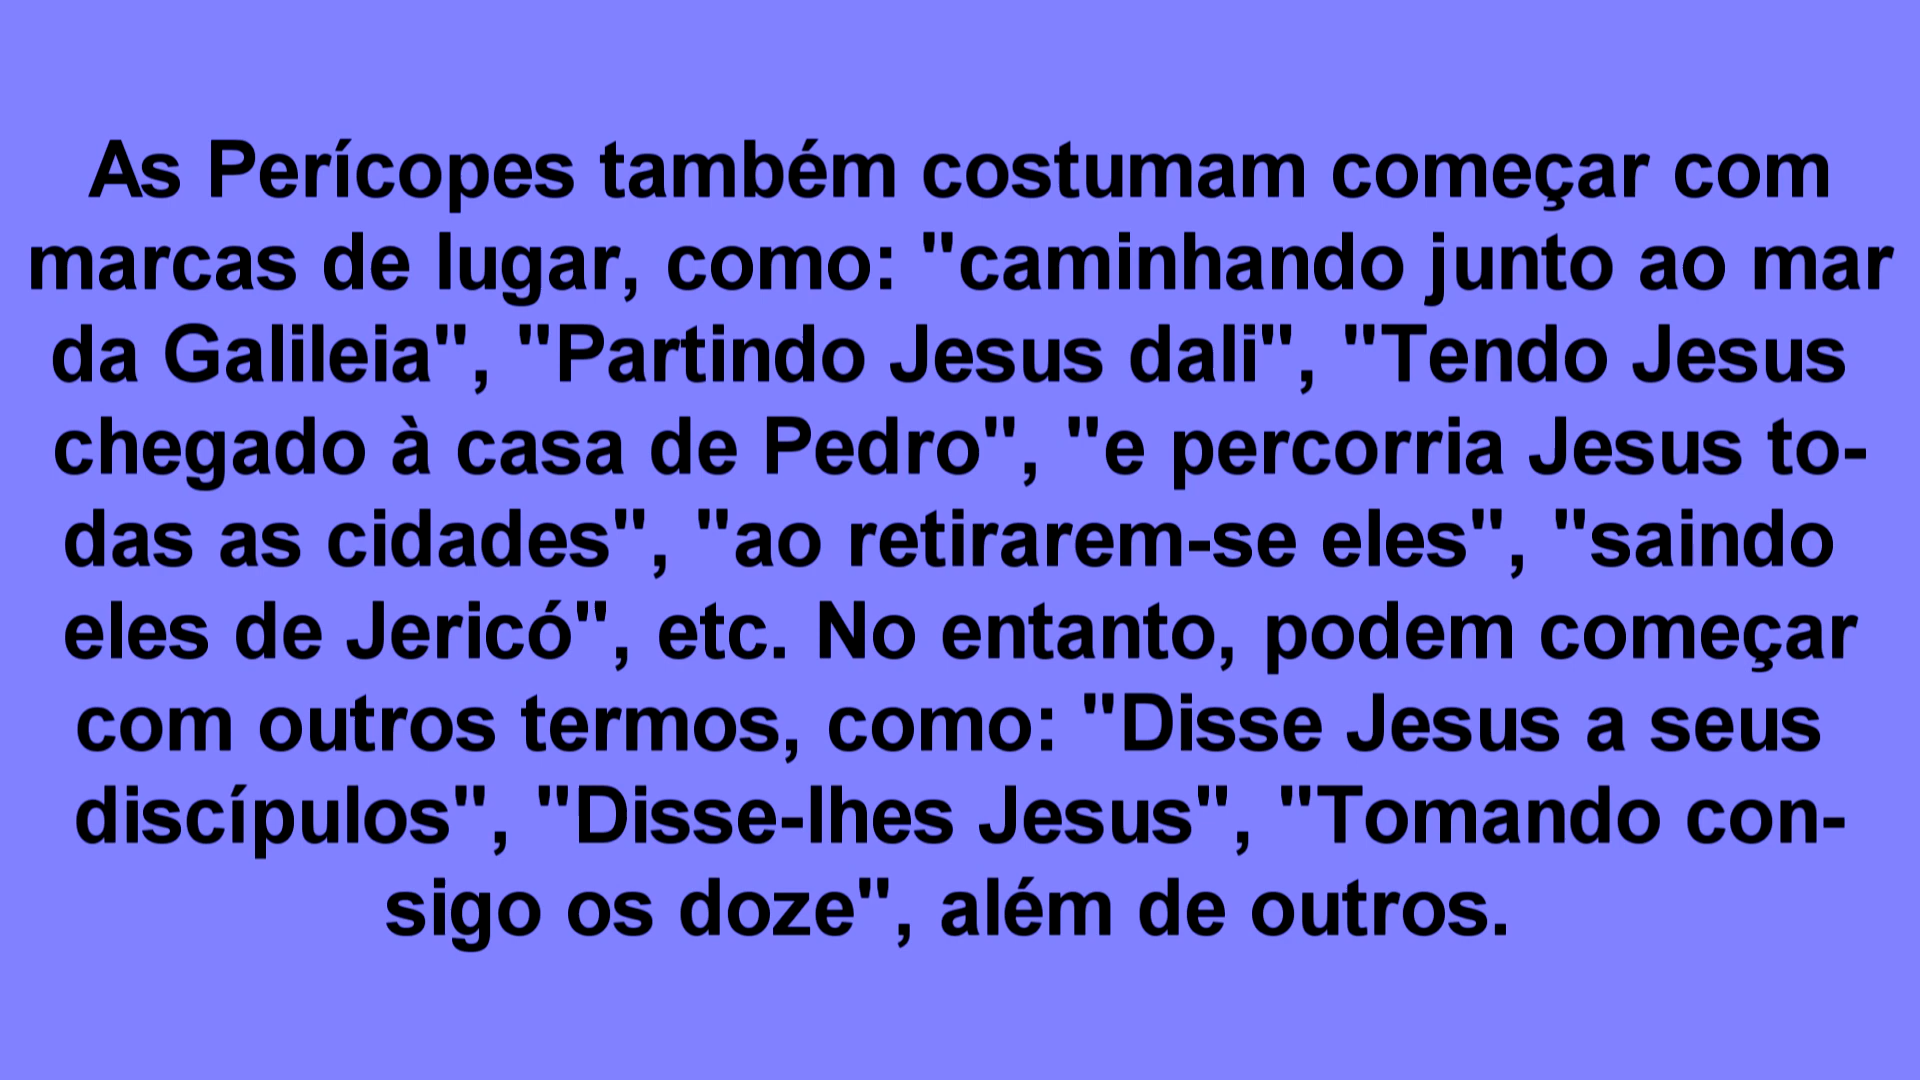 As Perícopes também costumam começar com
marcas de lugar, como: "caminhando junto ao mar
da Galileia", "Partindo Jesus dali", "Tendo Jesus
chegado à casa de Pedro", "e percorria Jesus to-
das as cidades", "ao retirarem-se eles", "saindo
eles de Jericó", etc. No entanto, podem começar
com outros termos, como: "Disse Jesus a seus
discípulos", "Disse-lhes Jesus", "Tomando con-
sigo os doze", além de outros.